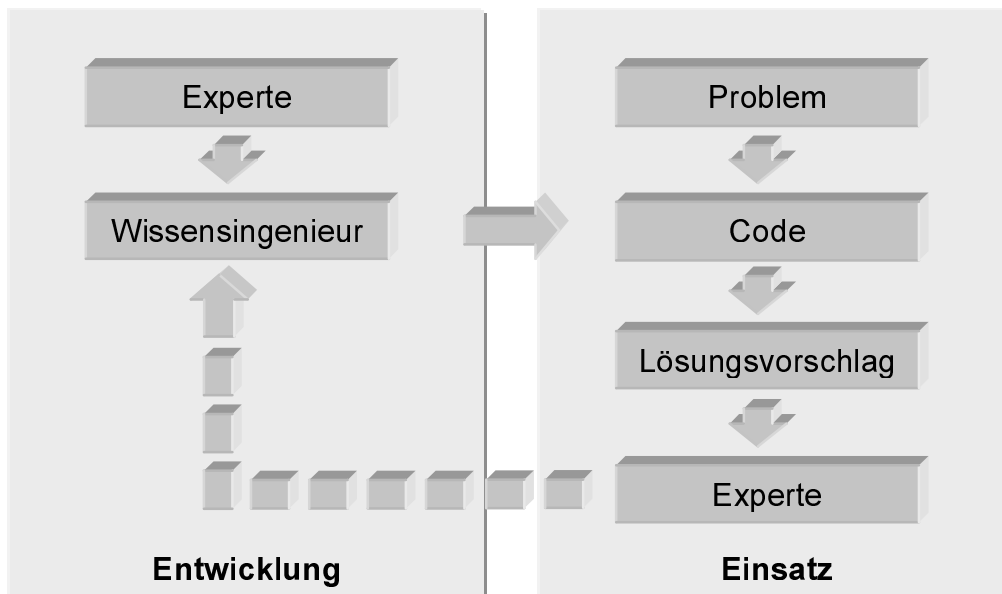 Experte
Wissensingenieur
Entwicklung
Problem
Code
Lösungsvorschlag
Experte
Einsatz